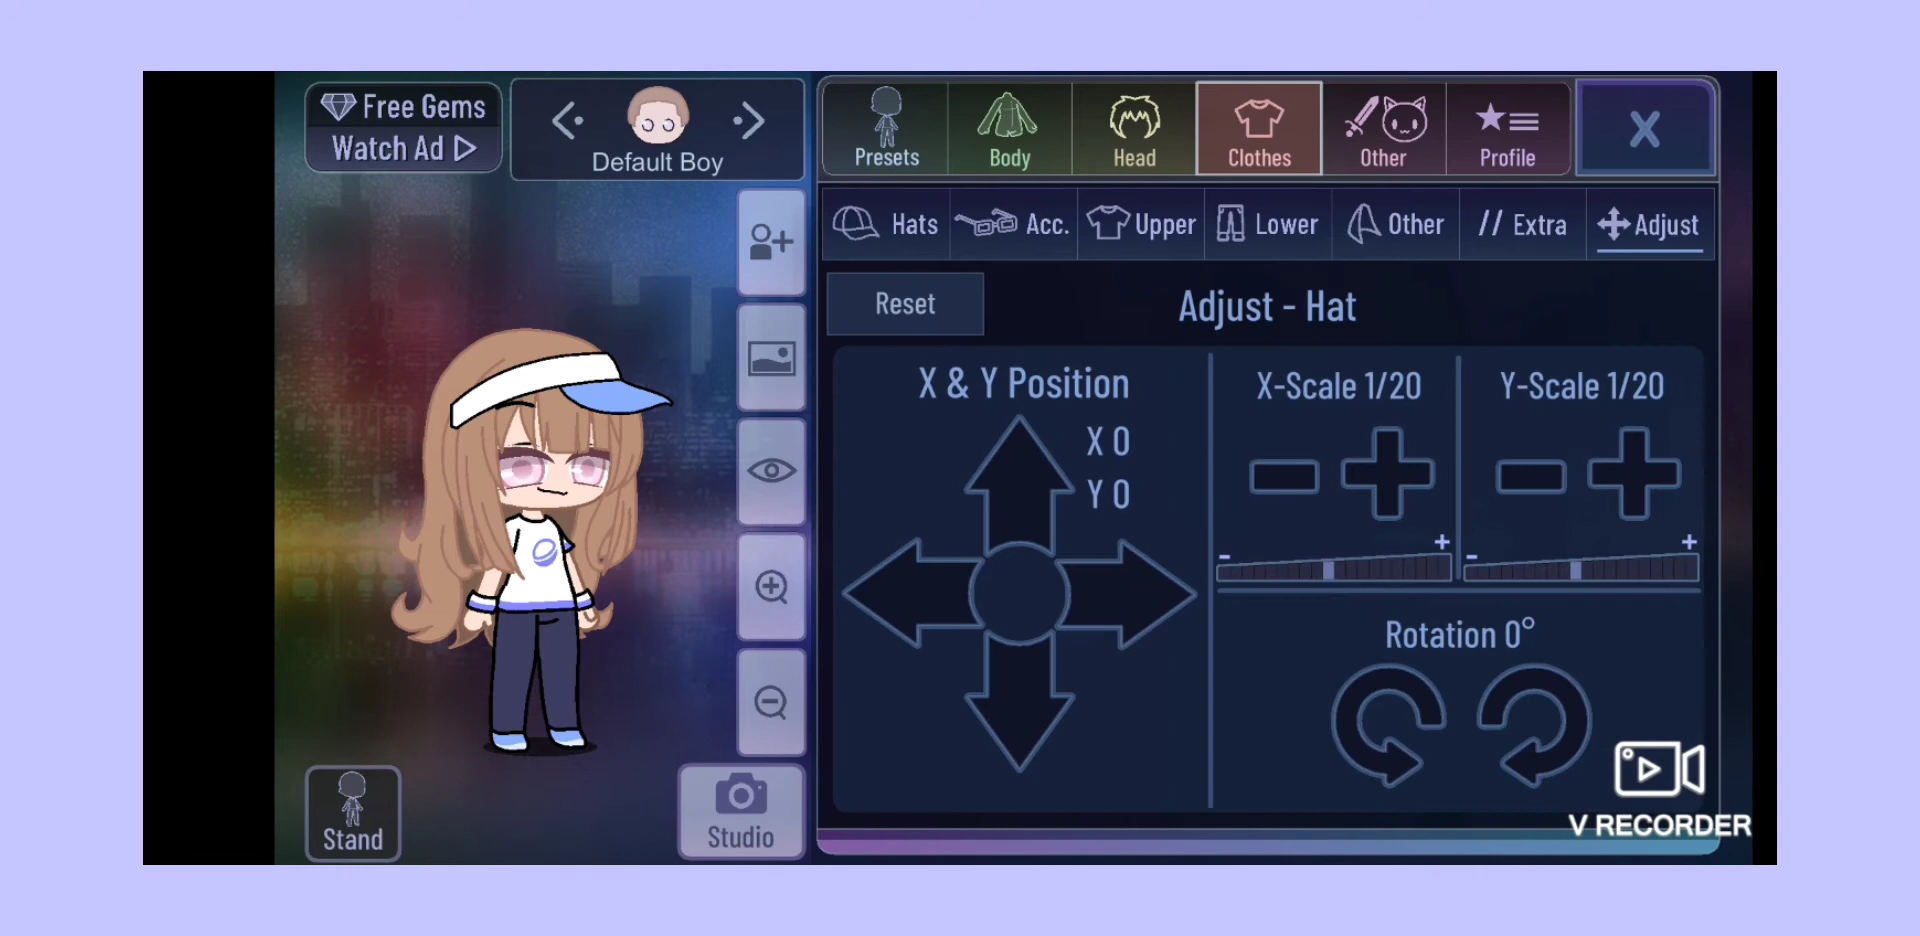 Free Gems
Watch Ad
Default Boy
Presets
Body
Head
Clothes
Other
Profile
X
Hats
Acc.
Upper
Lower
Other
Extra
Adjust
Reset
Adjust - Hat
X & Y Position
X 0
Y 0
X-Scale 1/20
- +
Y-Scale 1/20
- +
Rotation 0°
Stand
Studio
V RECORDER